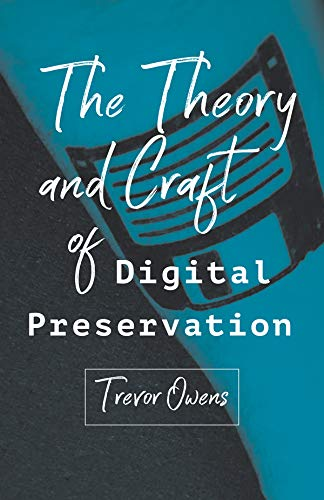 The Theory
and Craft
of Digital
Preservation
Trevor Owens